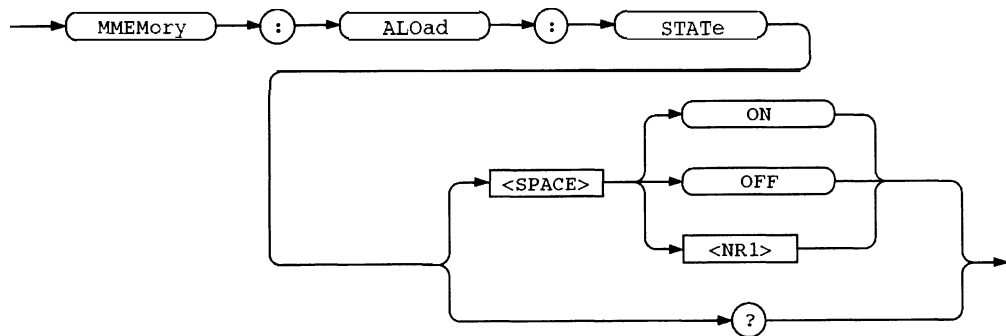 MMEMory : ALOad : STATe
ON
<SPACE> OFF
<NR1>
?